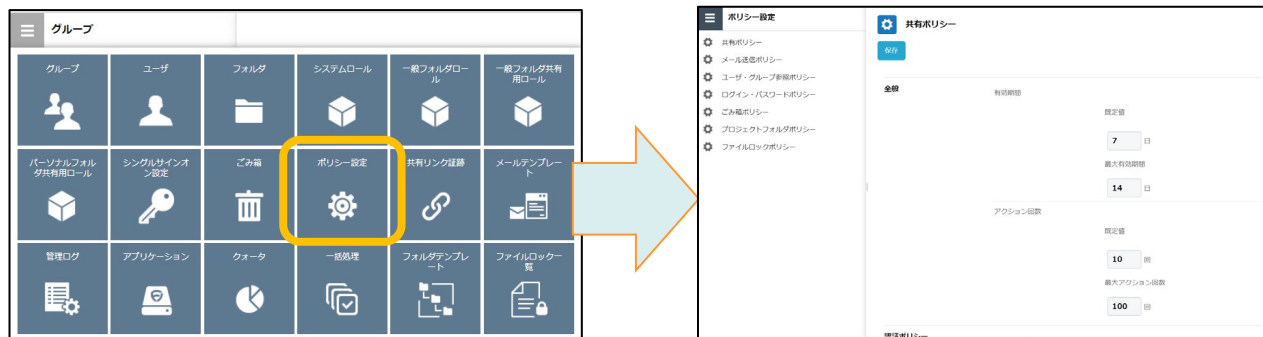 グループ
グループ
ユーザ
フォルダ
システムロール
一般フォルダロー
ル
一般フォルダ共有
用ロール
パーソナルフォル
ダ共有用ロール
シングルサインオ
ン設定
ごみ箱
ポリシー設定
共有リンク証跡
メールテンプレー
ト
管理ログ
アプリケーション
クォータ
一括処理
フォルダテンプレ
ート
ファイルロック一
覧
ポリシー設定
共有ポリシー
メール送信ポリシー
ユーザ・グループ参照ポリシー
ログイン・パスワードポリシー
ごみ箱ポリシー
プロジェクトフォルダポリシー
ファイルロックポリシー
共有ポリシー
保存
全般
有効期間
既定値
7 日
最大有効期間
14 日
アクション回数
既定値
10 回
最大アクション回数
100 回
認証ポリシー